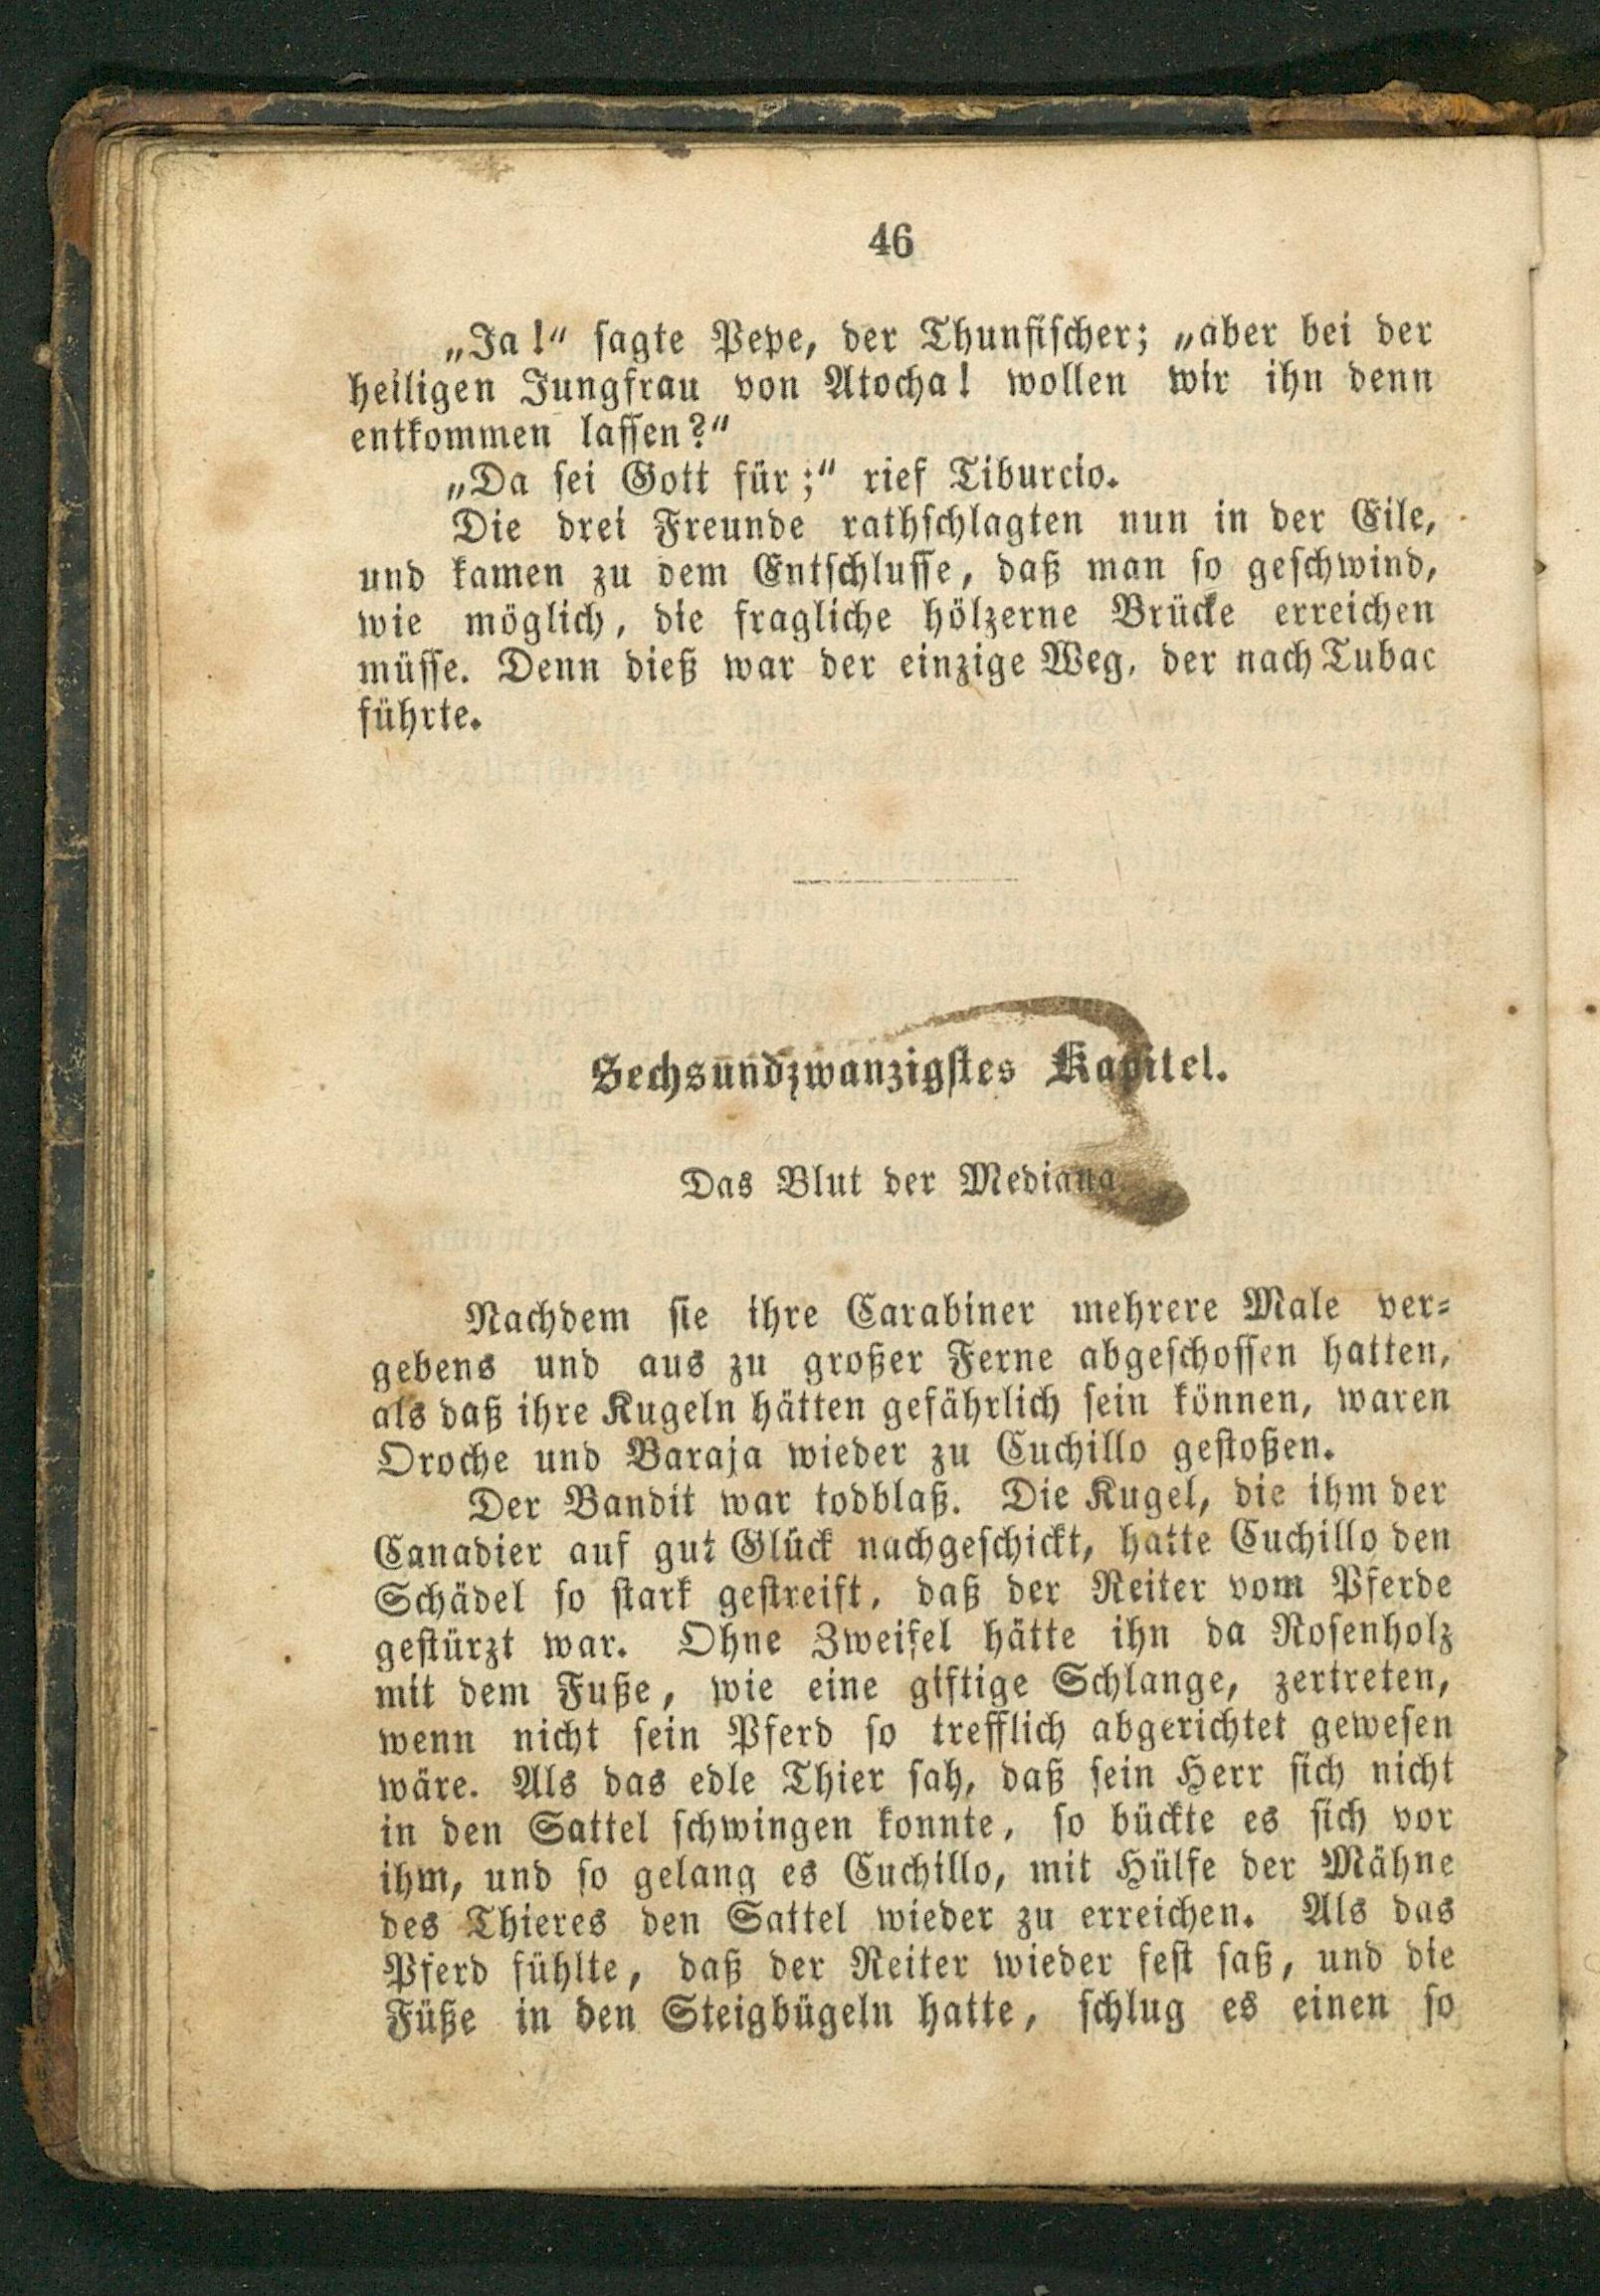 46
„Ja!“ sagte Pepe, der Thunfischer; „aber bei der
heiligen Jungfrau von Atocha! wollen wir ihn denn
entkommen lassen?“
„Da sei Gott für;“ rief Tiburcio.
Die drei Freunde rathschlagten nun in der Eile,
und kamen zu dem Entschlusse, daß man so geschwind,
wie möglich, die fragliche hölzerne Brücke erreichen
müsse. Denn dieß war der einzige Weg, der nach Tubac
führte.
Sechsundzwanzigstes Kapitel.
Das Blut der Mediana.
Nachdem sie ihre Carabiner mehrere Male ver-
gebens und aus zu großer Ferne abgeschossen hatten,
als daß ihre Kugeln hätten gefährlich sein können, waren
Oroche und Baraja wieder zu Cuchillo gestoßen.
Der Bandit war todblaß. Die Kugel, die ihm der
Canadier auf gut Glück nachgeschickt, hatte Cuchillo den
Schädel so stark gestreift, daß der Reiter vom Pferde
gestürzt war. Ohne Zweifel hätte ihn da Rosenholz
mit dem Fuße, wie eine giftige Schlange, zertreten,
wenn nicht sein Pferd so trefflich abgerichtet gewesen
wäre. Als das edle Thier sah, daß sein Herr sich nicht
in den Sattel schwingen konnte, so bückte es sich vor
ihm, und so gelang es Cuchillo, mit Hülfe der Mähne
des Thieres den Sattel wieder zu erreichen. Als das
Pferd fühlte, daß der Reiter wieder fest saß, und die
Füße in den Steigbügeln hatte, schlug es einen so